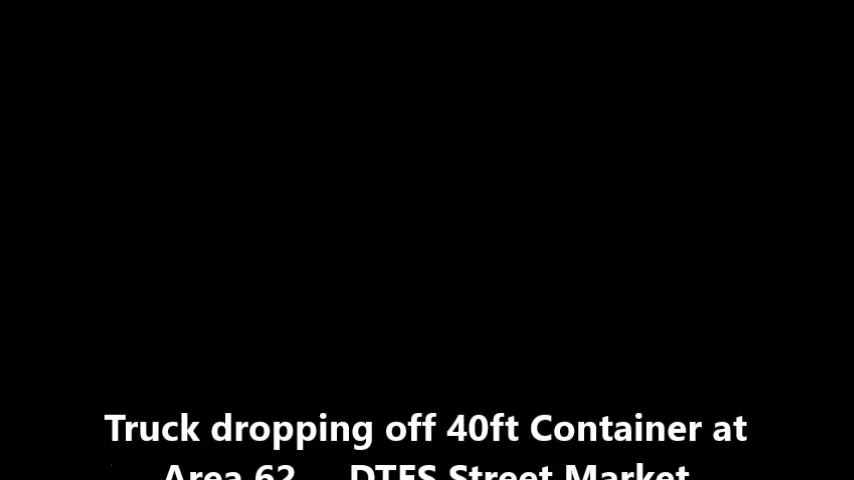 Truck dropping off 40ft Container at
Area 62 DTES Street Market